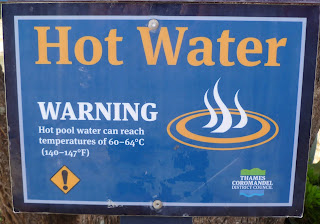 Hot Water
WARNING
Hot pool water can reach
temperatures of 60–64°C
(140–147°F)
!
THAMES
COROMANDEL
DISTRICT COUNCIL